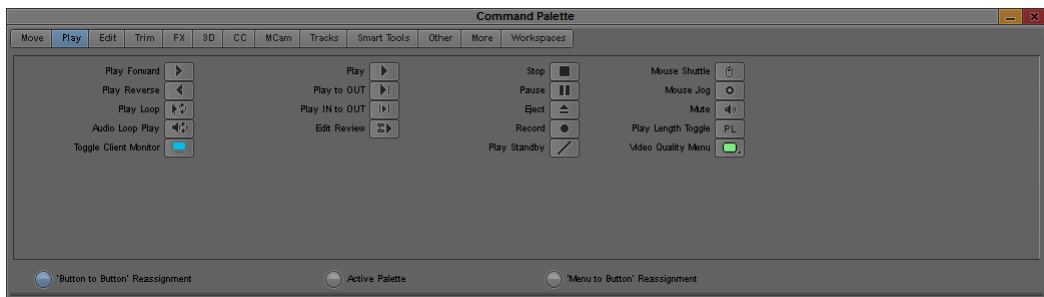 Command Palette
Move Play Edit Trim FX 3D CC MCam Tracks Smart Tools Other More Workspaces
Play Forward Play Stop Mouse Shuttle
Play Reverse Play to OUT Pause Mouse Jog
Play Loop Play IN to OUT Eject Mute
Audio Loop Play Edit Review Record Play Length Toggle PL
Toggle Client Monitor Play Standby Video Quality Menu
'Button to Button' Reassignment Active Palette 'Menu to Button' Reassignment